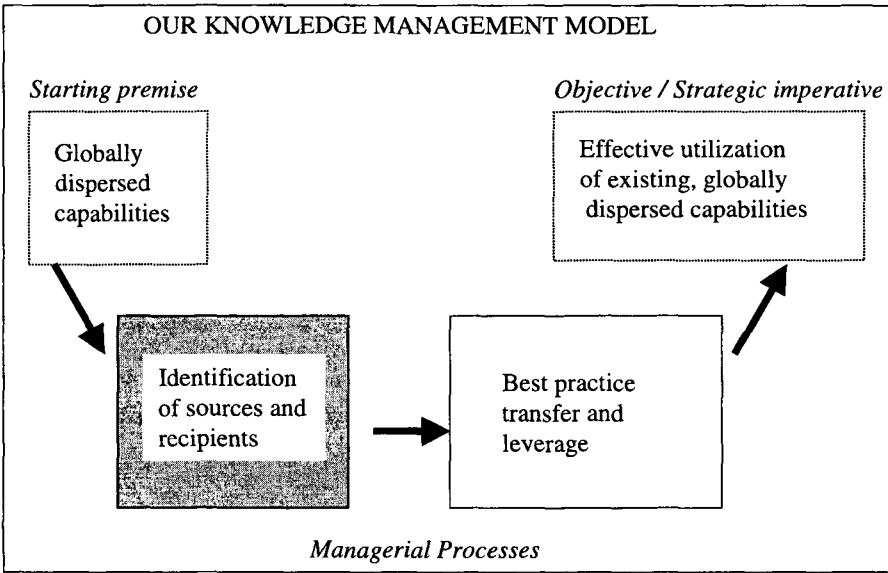 OUR KNOWLEDGE MANAGEMENT MODEL
Starting premise
Globally
dispersed
capabilities
Objective / Strategic imperative
Effective utilization
of existing, globally
dispersed capabilities
Identification
of sources and
recipients
Best practice
transfer and
leverage
Managerial Processes